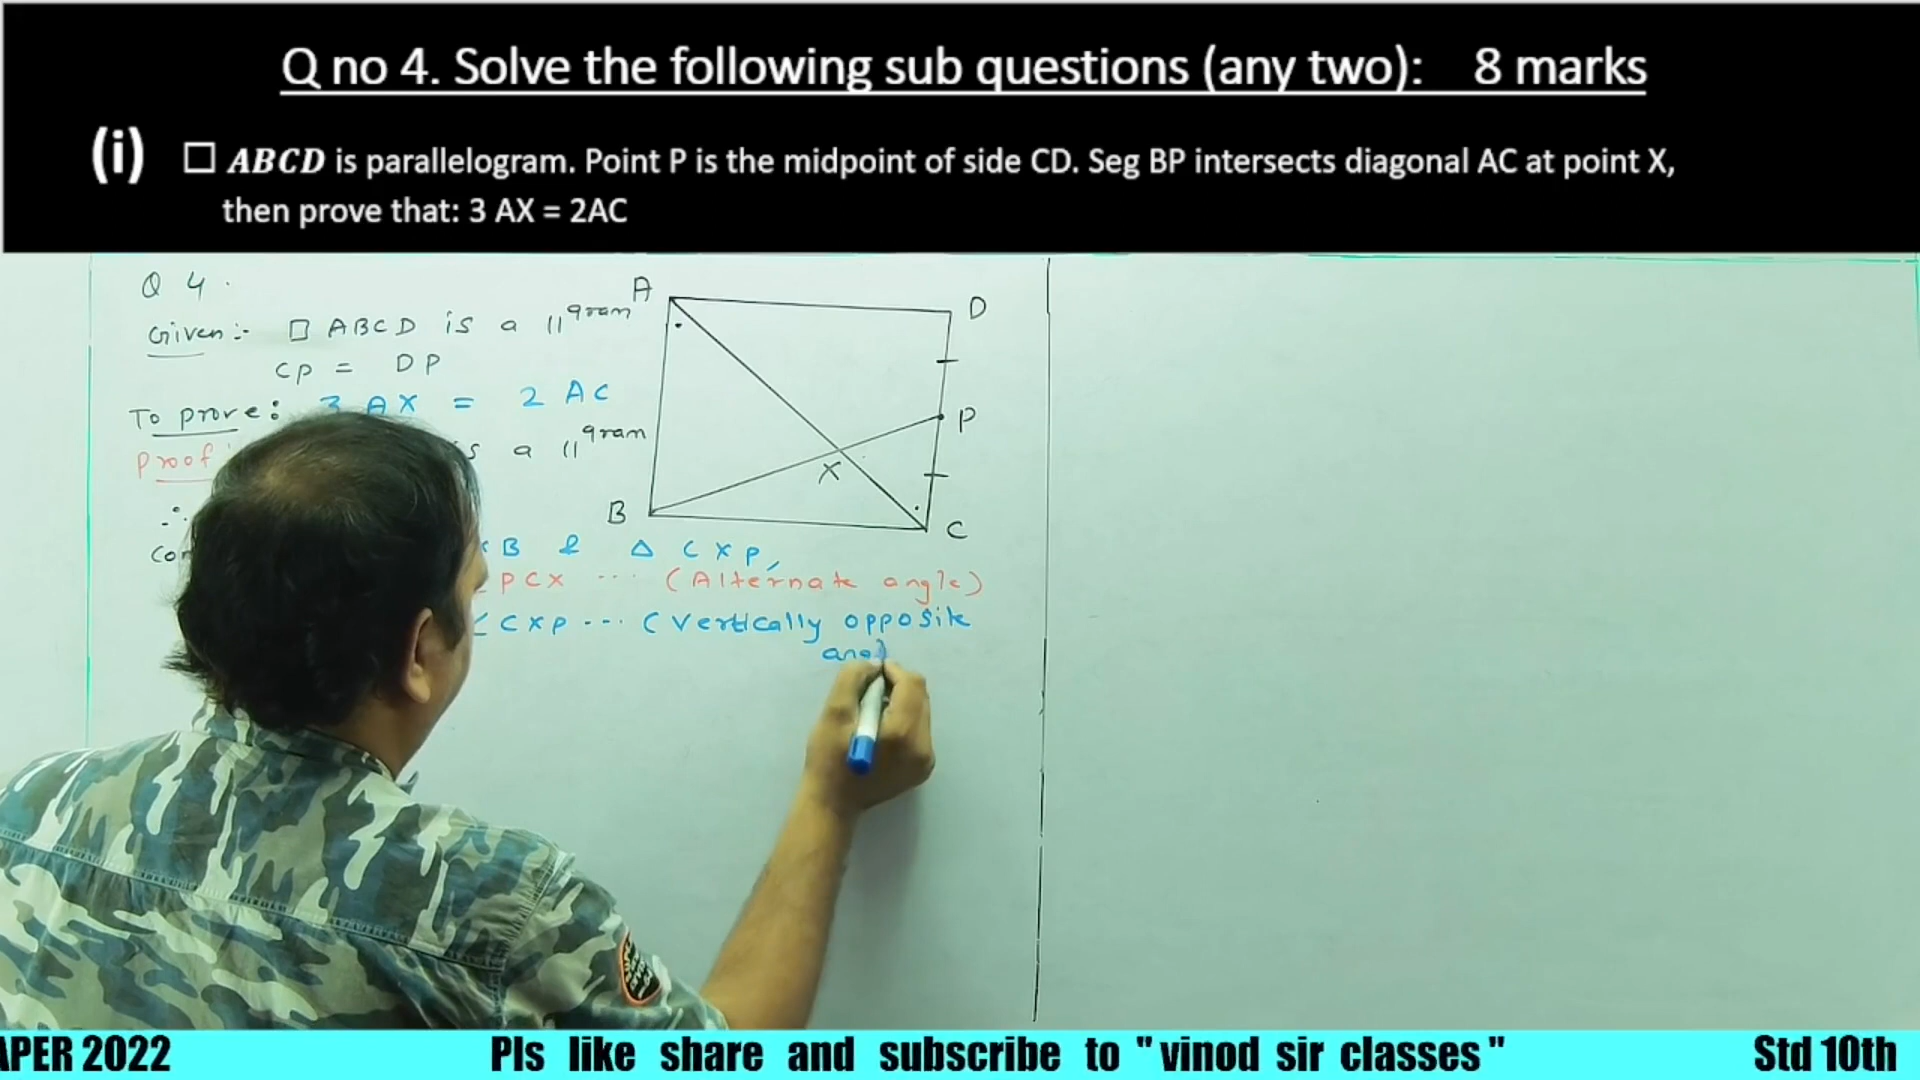 Q no 4. Solve the following sub questions (any two): 8 marks
(i) □ ABCD is parallelogram. Point P is the midpoint of side CD. Seg BP intersects diagonal AC at point X,
then prove that: 3 AX = 2AC
Q 4.
Given :- □ ABCD is a ||gram
CP = DP
To prove: 3 AX = 2 AC
Proof is a ||gram
∴
A
D
P
X
B
C
B & △ CXP,
PCX --- (Alternate angle)
∠CXP --- (Vertically opposite
APER 2022 Pls like share and subscribe to "vinod sir classes" Std 10th